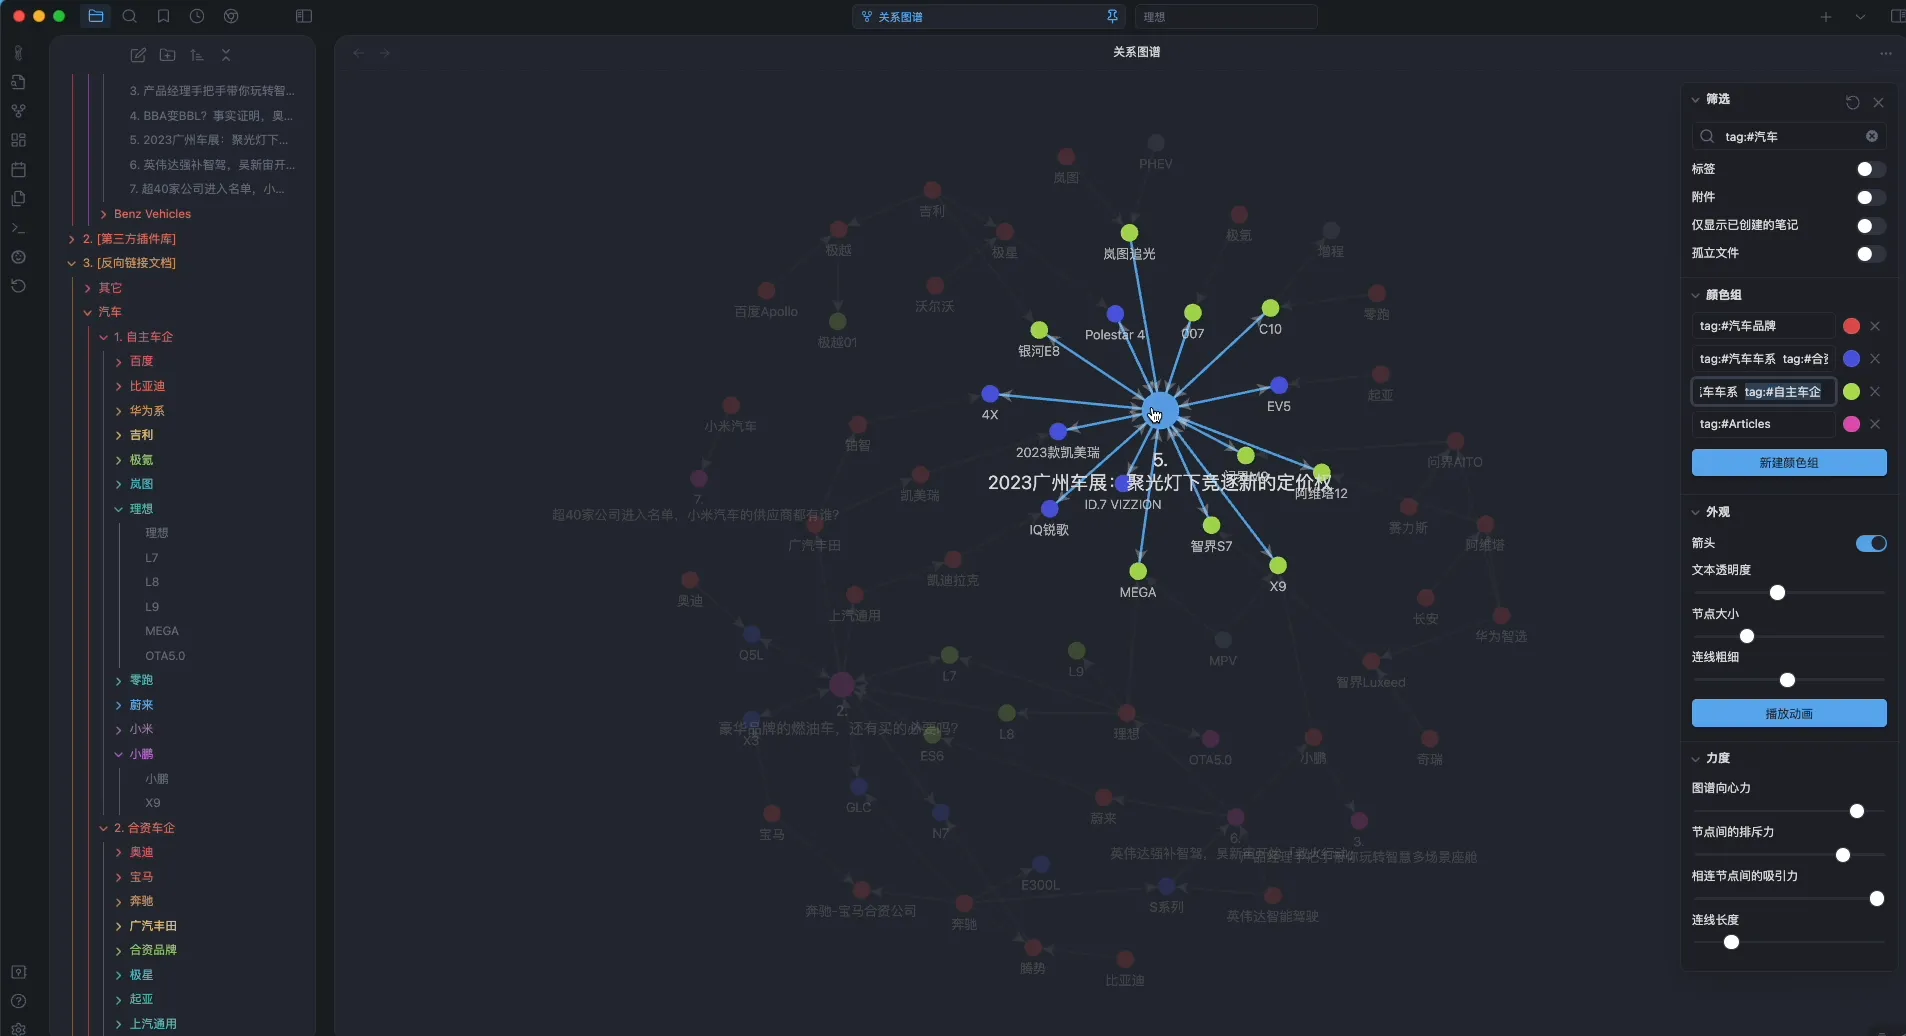 关系图谱
理想
3. 产品经理手把手带你玩转智...
4. BBA变BBL？事实证明，奥...
5. 2023广州车展：聚光灯下...
6. 英伟达强补智驾，吴新宙开...
7. 超40家公司进入名单，小...
Benz Vehicles
2. [第三方插件库]
3. [反向链接文档]
其它
汽车
1. 自主车企
百度
比亚迪
华为系
吉利
极氪
岚图
理想
理想
L7
L8
L9
MEGA
OTA5.0
零跑
蔚来
小米
小鹏
小鹏
X9
2. 合资车企
奥迪
宝马
奔驰
广汽丰田
合资品牌
极星
起亚
上汽通用
关系图谱
PHEV
岚图
吉利
极氪
极越
极星
增程
岚图追光
百度Apollo
沃尔沃
零跑
Polestar 4
007
C10
极越01
银河E8
起亚
4X
EV5
小米汽车
铂智
2023款凯美瑞
5.
问界AITO
2023广州车展：聚光灯下竞逐新的定价权
阿维塔12
凯美瑞
7.
ID.7 VIZZION
超40家公司进入名单，小米汽车的供应商都有谁？
IQ锐歌
赛力斯
广汽丰田
智界S7
阿维塔
凯迪拉克
X9
MEGA
奥迪
上汽通用
长安
华为智选
Q5L
L7
L9
MPV
智界Luxeed
2.
豪华品牌的燃油车，还有买的必要吗？
X3
L8
理想
ES6
OTA5.0
小鹏
奇瑞
GLC
蔚来
宝马
N7
6.
3.
英伟达强补智驾，吴新宙开始「救火行动」
产品经理手把手带你玩转智慧多场景座舱
E300L
奔驰-宝马合资公司
奔驰
S系列
英伟达智能驾驶
腾势
比亚迪
筛选
tag:#汽车
标签
附件
仅显示已创建的笔记
孤立文件
颜色组
tag:#汽车品牌
tag:#汽车车系 tag:#合资
车车系 tag:#自主车企
tag:#Articles
新建颜色组
外观
箭头
文本透明度
节点大小
连线粗细
播放动画
力度
图谱向心力
节点间的排斥力
相连节点间的吸引力
连线长度